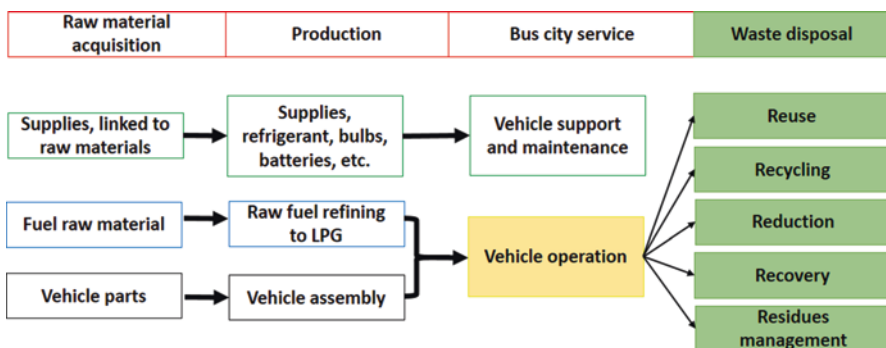 Raw material
acquisition
Production
Bus city service
Waste disposal
Supplies, linked to
raw materials
Supplies,
refrigerant, bulbs,
batteries, etc.
Vehicle support
and maintenance
Reuse
Recycling
Fuel raw material
Raw fuel refining
to LPG
Vehicle operation
Reduction
Vehicle parts
Vehicle assembly
Recovery
Residues
management